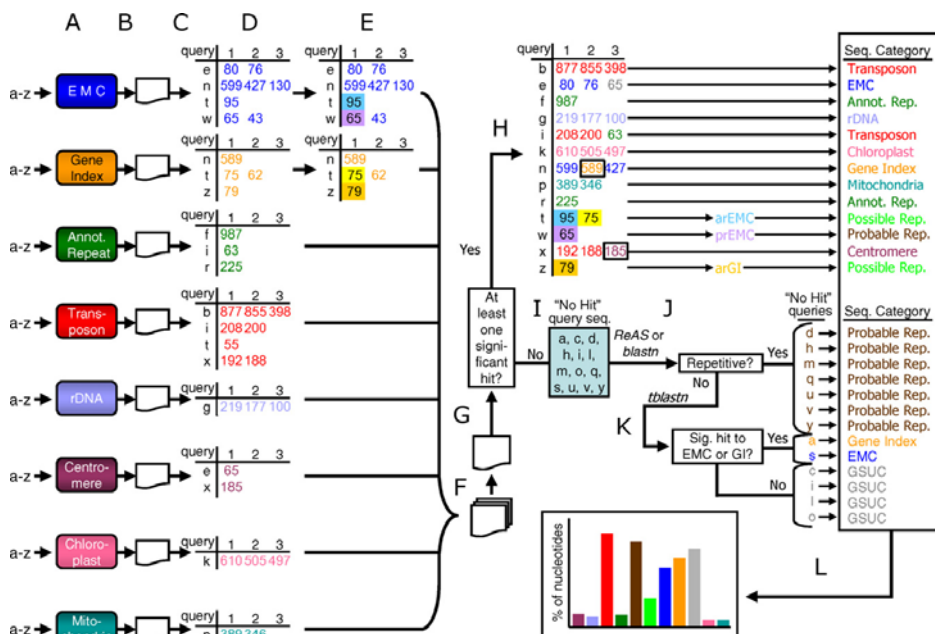 A B C D E
query 1 2 3
e 80 76
n 599 427 130
t 95
w 65 43
query 1 2 3
e 80 76
n 599 427 130
t 95
w 65 43
a-z EMC
a-z Gene Index
n 589
t 75 62
z 79
n 589
t 75 62
z 79
a-z Annot. Repeat
f 987
i 63
r 225
a-z Trans-poson
query 1 2 3
b 877 855 398
i 208 200
t 55
x 192 188
a-z rDNA
query 1 2 3
g 219 177 100
a-z Centro-mere
query 1 2 3
e 65
x 185
a-z Chloro-plast
query 1 2 3
k 610 505 497
a-z Mito-
query 1 2 3
389 346
F
G
At least one significant hit?
Yes
No
H
query 1 2 3
Seq. Category
b 877 855 398 Transposon
e 80 76 65 EMC
f 987 Annot. Rep.
g 219 177 100 rDNA
i 208 200 63 Transposon
k 610 505 497 Chloroplast
n 599 589 427 Gene Index
p 389 346 Mitochondria
r 225 Annot. Rep.
t 95 75 arEMC Possible Rep.
w 65 prEMC Probable Rep.
x 192 188 185 Centromere
z 79 arGI Possible Rep.
I
"No Hit"
query seq.
a, c, d,
h, i, l,
m, o, q,
s, u, v, y
J
ReAS or
blastn
Repetitive?
Yes
No
K
tblastn
Sig. hit to
EMC or GI?
Yes
No
"No Hit"
queries
Seq. Category
d Probable Rep.
h Probable Rep.
m Probable Rep.
q Probable Rep.
u Probable Rep.
v Probable Rep.
y Probable Rep.
a Gene Index
s EMC
c GSUC
i GSUC
l GSUC
o GSUC
L
% of nucleotides